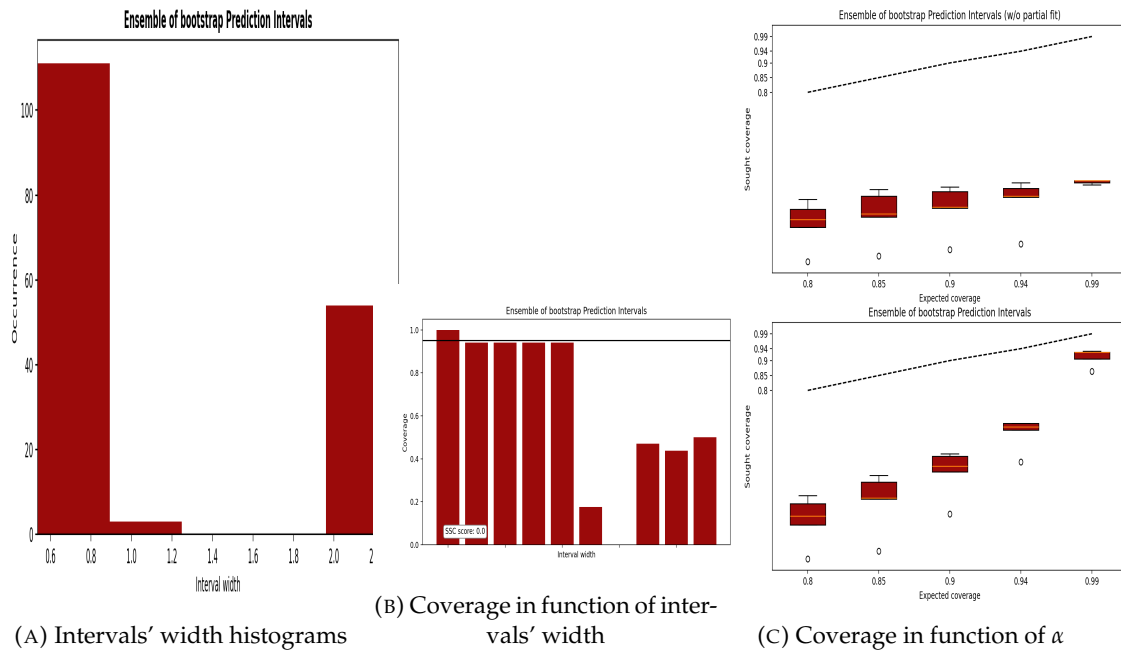 Ensemble of bootstrap Prediction Intervals
100
80
60
40
20
0
Occurrence
0.6 0.8 1.0 1.2 1.4 1.6 1.8 2.0 2
Interval width
(A) Intervals' width histograms
Ensemble of bootstrap Prediction Intervals
1.0
0.8
0.6
0.4
0.2
0.0
Coverage
SSC score: 0.0
Interval width
(B) Coverage in function of inter-
vals' width
Ensemble of bootstrap Prediction Intervals (w/o partial fit)
0.99
0.94
0.9
0.85
0.8
Sought coverage
0.8 0.85 0.9 0.94 0.99
Expected coverage
Ensemble of bootstrap Prediction Intervals
0.99
0.94
0.9
0.85
0.8
Sought coverage
0.8 0.85 0.9 0.94 0.99
Expected coverage
(C) Coverage in function of α